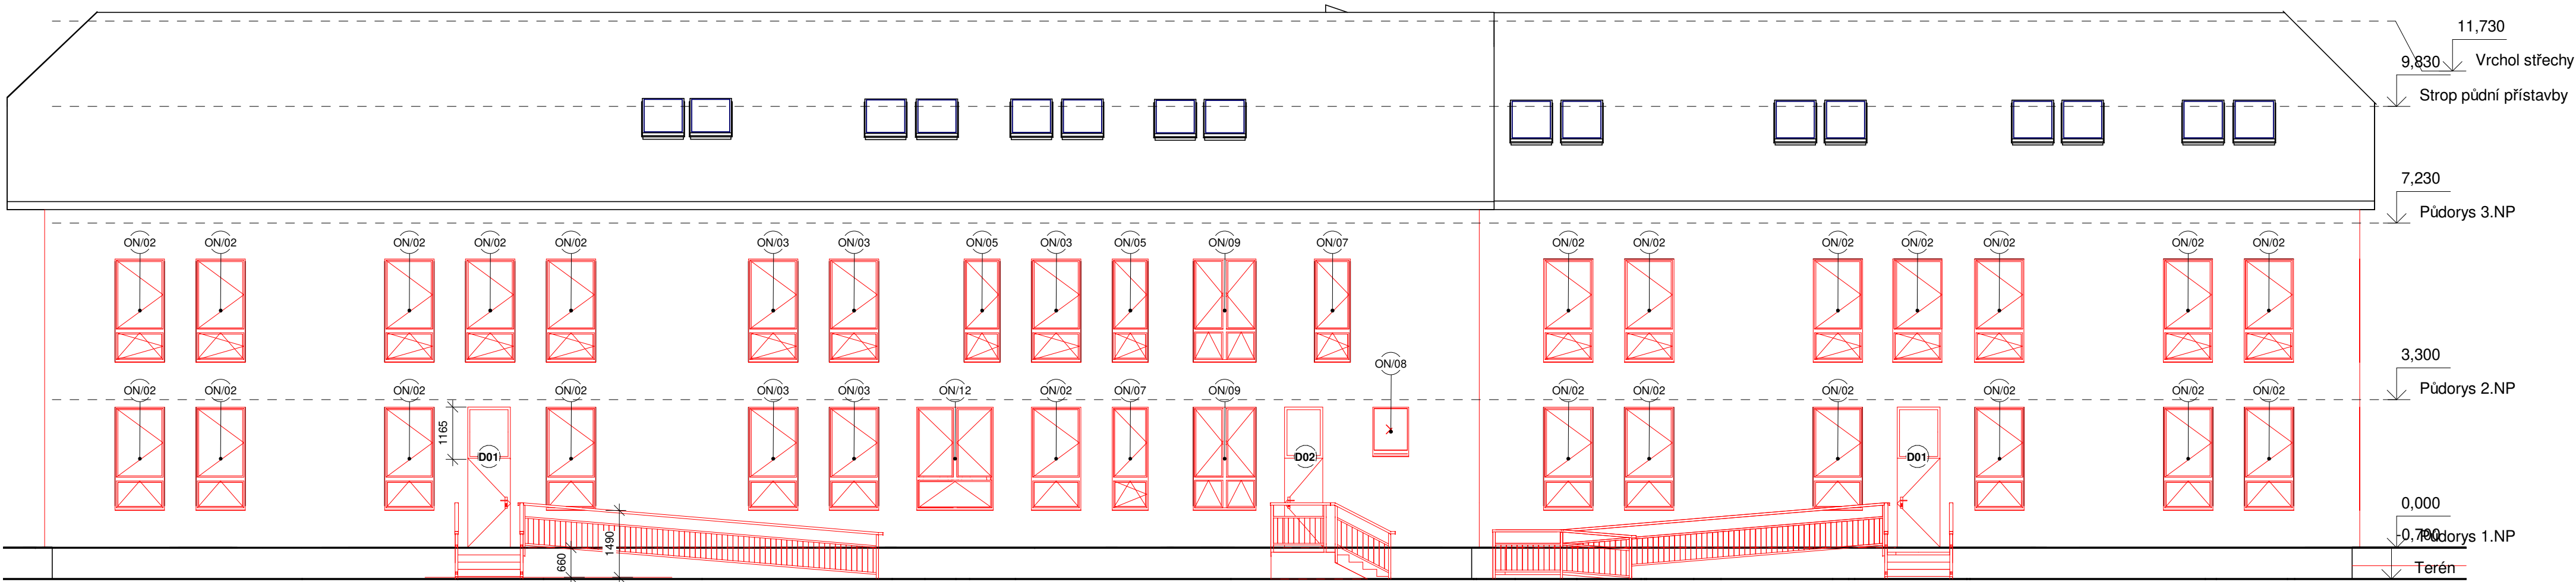 11,730
Vrchol střechy
9,830
Strop půdní přístavby
7,230
Půdorys 3.NP
ON/02 ON/02 ON/02 ON/02 ON/02 ON/03 ON/03 ON/05 ON/03 ON/05 ON/09 ON/07 ON/02 ON/02 ON/02 ON/02 ON/02 ON/02 ON/02
3,300
ON/08
Půdorys 2.NP
ON/02 ON/02 ON/02 ON/02 ON/03 ON/03 ON/12 ON/02 ON/07 ON/09 ON/02 ON/02 ON/02 ON/02 ON/02 ON/02
1165
D01 D02 D01
0,000
1490
-0,700
Půdorys 1.NP
660
Terén